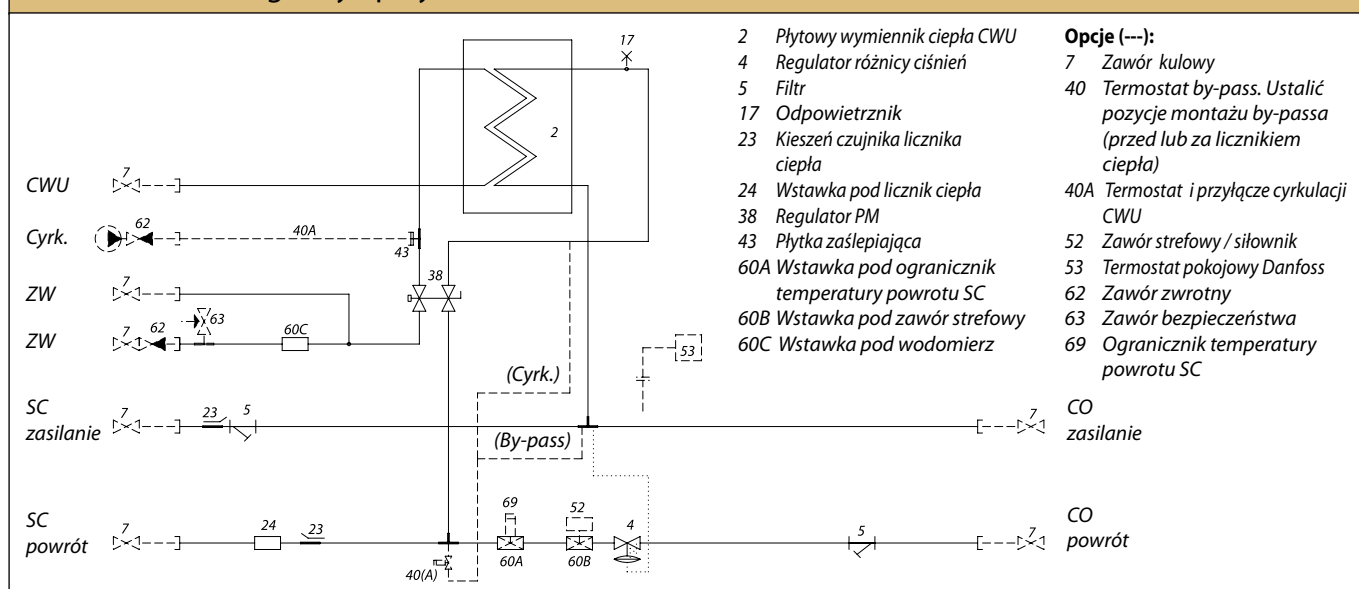 17
2
CWU
7
Cyrk.
62
40A
43
38
ZW
7
ZW
62
63
60C
(Cyrk.)
53
SC
zasilanie
7
23
5
(By-pass)
7
CO
zasilanie
SC
powrót
7
24
23
40(A)
69
60A
52
60B
4
5
7
CO
powrót
2 Płytowy wymiennik ciepła CWU
4 Regulator różnicy ciśnień
5 Filtr
17 Odpowietrznik
23 Kieszeń czujnika licznika
ciepła
24 Wstawka pod licznik ciepła
38 Regulator PM
43 Płytka zaślepiająca
60A Wstawka pod ogranicznik
temperatury powrotu SC
60B Wstawka pod zawór strefowy
60C Wstawka pod wodomierz
Opcje (---):
7 Zawór kulowy
40 Termostat by-pass. Ustalić
pozycje montażu by-passa
(przed lub za licznikiem
ciepła)
40A Termostat i przyłącze cyrkulacji
CWU
52 Zawór strefowy / siłownik
53 Termostat pokojowy Danfoss
62 Zawór zwrotny
63 Zawór bezpieczeństwa
69 Ogranicznik temperatury
powrotu SC